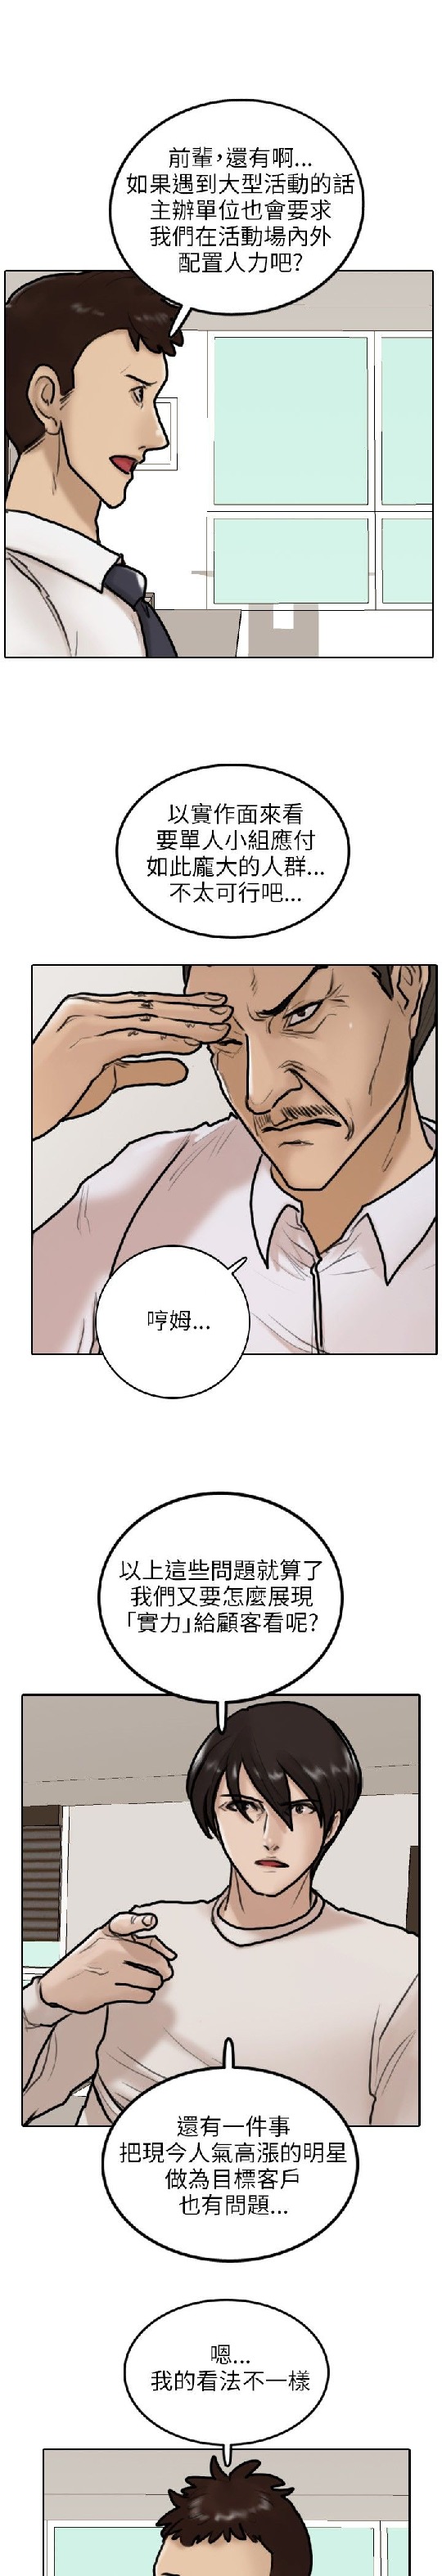 前輩，還有啊...
如果遇到大型活動的話
主辦單位也會要求
我們在活動場內外
配置人力吧?
以實作面來看
要單人小組應付
如此龐大的人群...
不太可行吧...
哼姆...
以上這些問題就算了
我們又要怎麼展現
「實力」給顧客看呢?
還有一件事
把現今人氣高漲的明星
做為目標客戶
也有問題...
嗯...
我的看法不一樣